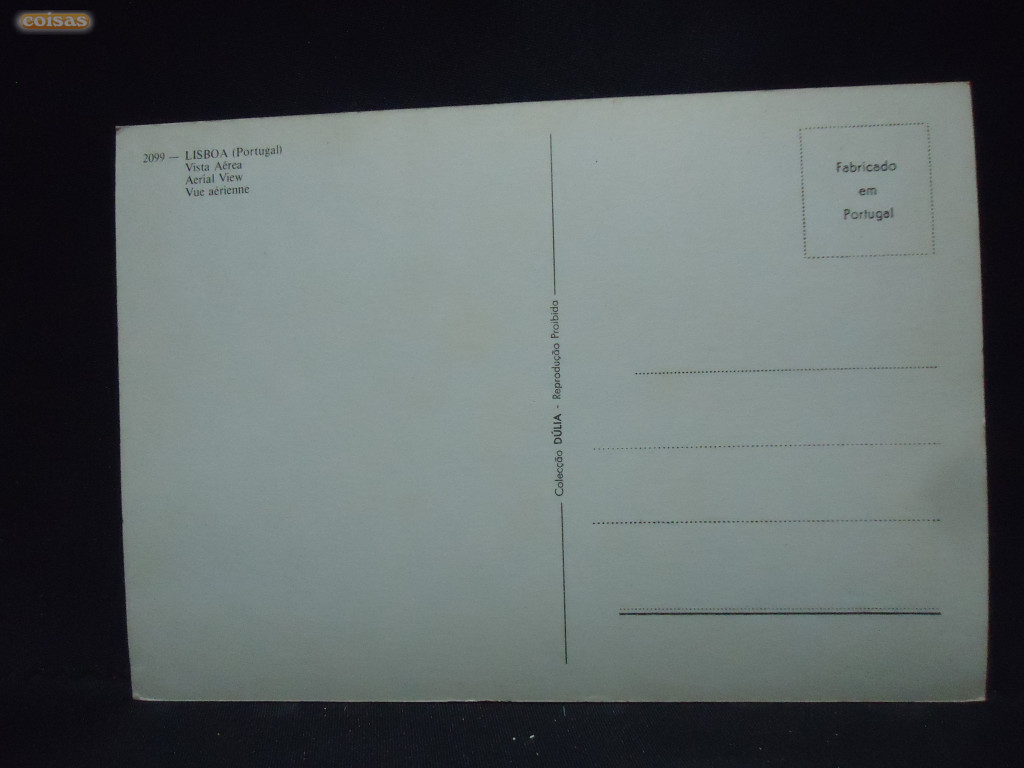 coisas
2099 — LISBOA (Portugal)
Vista Aérea
Aerial View
Vue aérienne
Colecção DÚLIA - Reprodução Proibida
Fabricado
em
Portugal